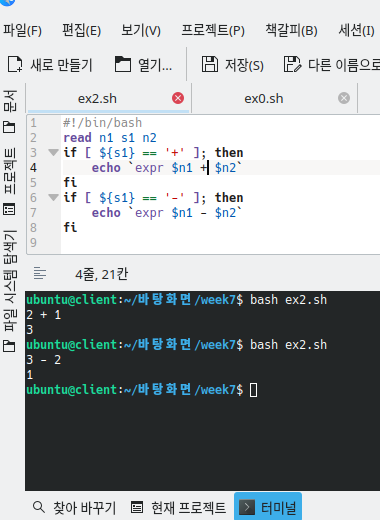 파일(F) 편집(E) 보기(V) 프로젝트(P) 책갈피(B) 세션(I)
새로 만들기 열기... 저장(S) 다른 이름으로
ex2.sh ex0.sh
문서
프로젝트
파일 시스템 탐색기
1 #!/bin/bash
2 read n1 s1 n2
3 if [ ${s1} == '+' ]; then
4     echo `expr $n1 + $n2`
5 fi
6 if [ ${s1} == '-' ]; then
7     echo `expr $n1 - $n2`
8 fi
9
4줄, 21칸
ubuntu@client:~/바탕화면/week7$ bash ex2.sh
2 + 1
3
ubuntu@client:~/바탕화면/week7$ bash ex2.sh
3 - 2
1
ubuntu@client:~/바탕화면/week7$
찾아 바꾸기 현재 프로젝트 터미널